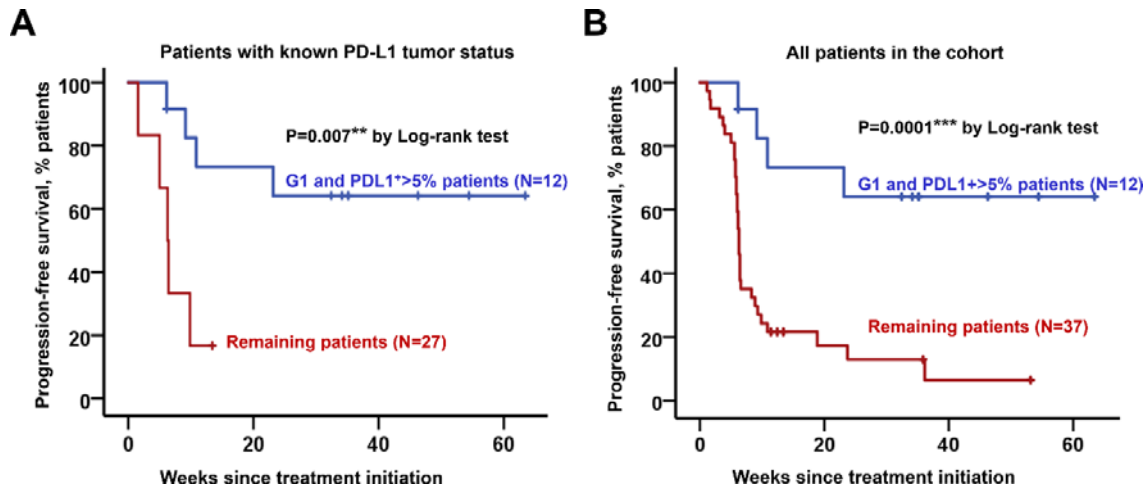 A
Patients with known PD-L1 tumor status
Progression-free survival, % patients
100
80
60
40
20
0
P=0.007** by Log-rank test
G1 and PDL1+>5% patients (N=12)
Remaining patients (N=27)
0 20 40 60
Weeks since treatment initiation
B
All patients in the cohort
Progression-free survival, % patients
100
80
60
40
20
0
P=0.0001*** by Log-rank test
G1 and PDL1+>5% patients (N=12)
Remaining patients (N=37)
0 20 40 60
Weeks since treatment initiation